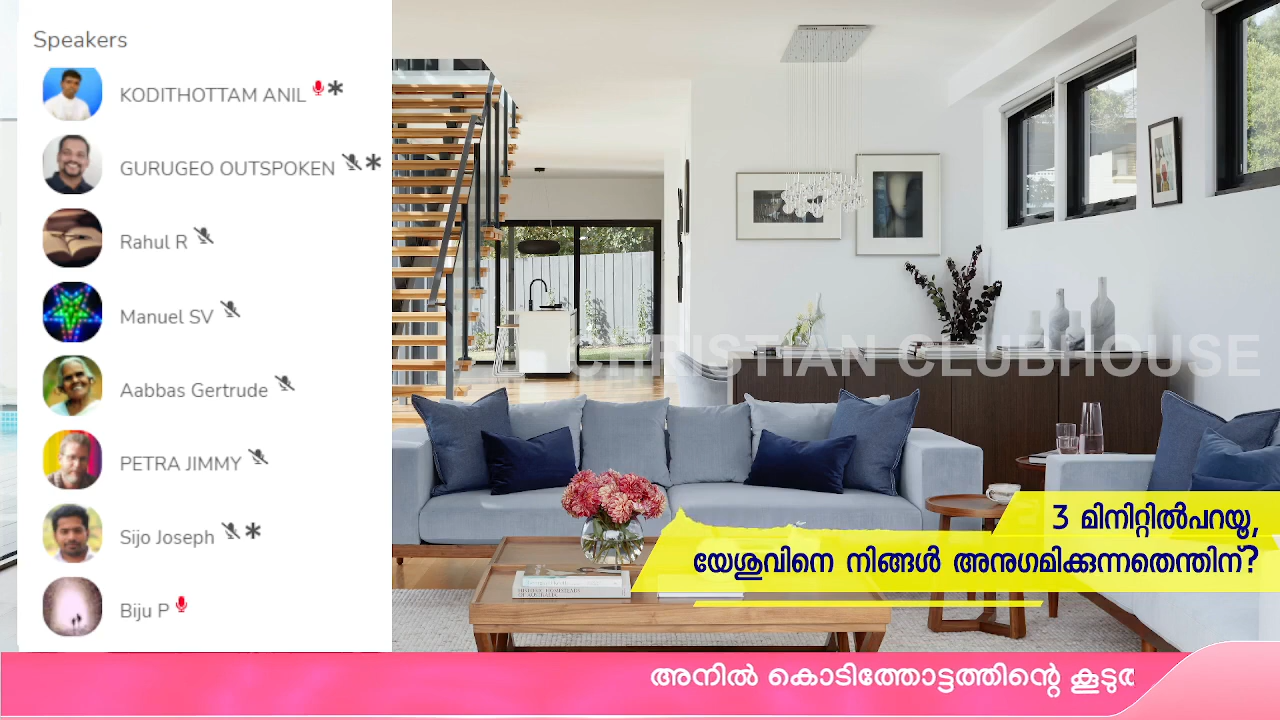 Speakers
KODITHOTTAM ANIL
GURUGEO OUTSPOKEN
Rahul R
Manuel SV
Aabbas Gertrude
PETRA JIMMY
Sijo Joseph
Biju P
CHRISTIAN CLUBHOUSE
3 മിനിറ്റിൽപറയൂ,
യേശുവിനെ നിങ്ങൾ അനുഗമിക്കുന്നതെന്തിന്?
അനിൽ കൊടിത്തോട്ടത്തിന്റെ